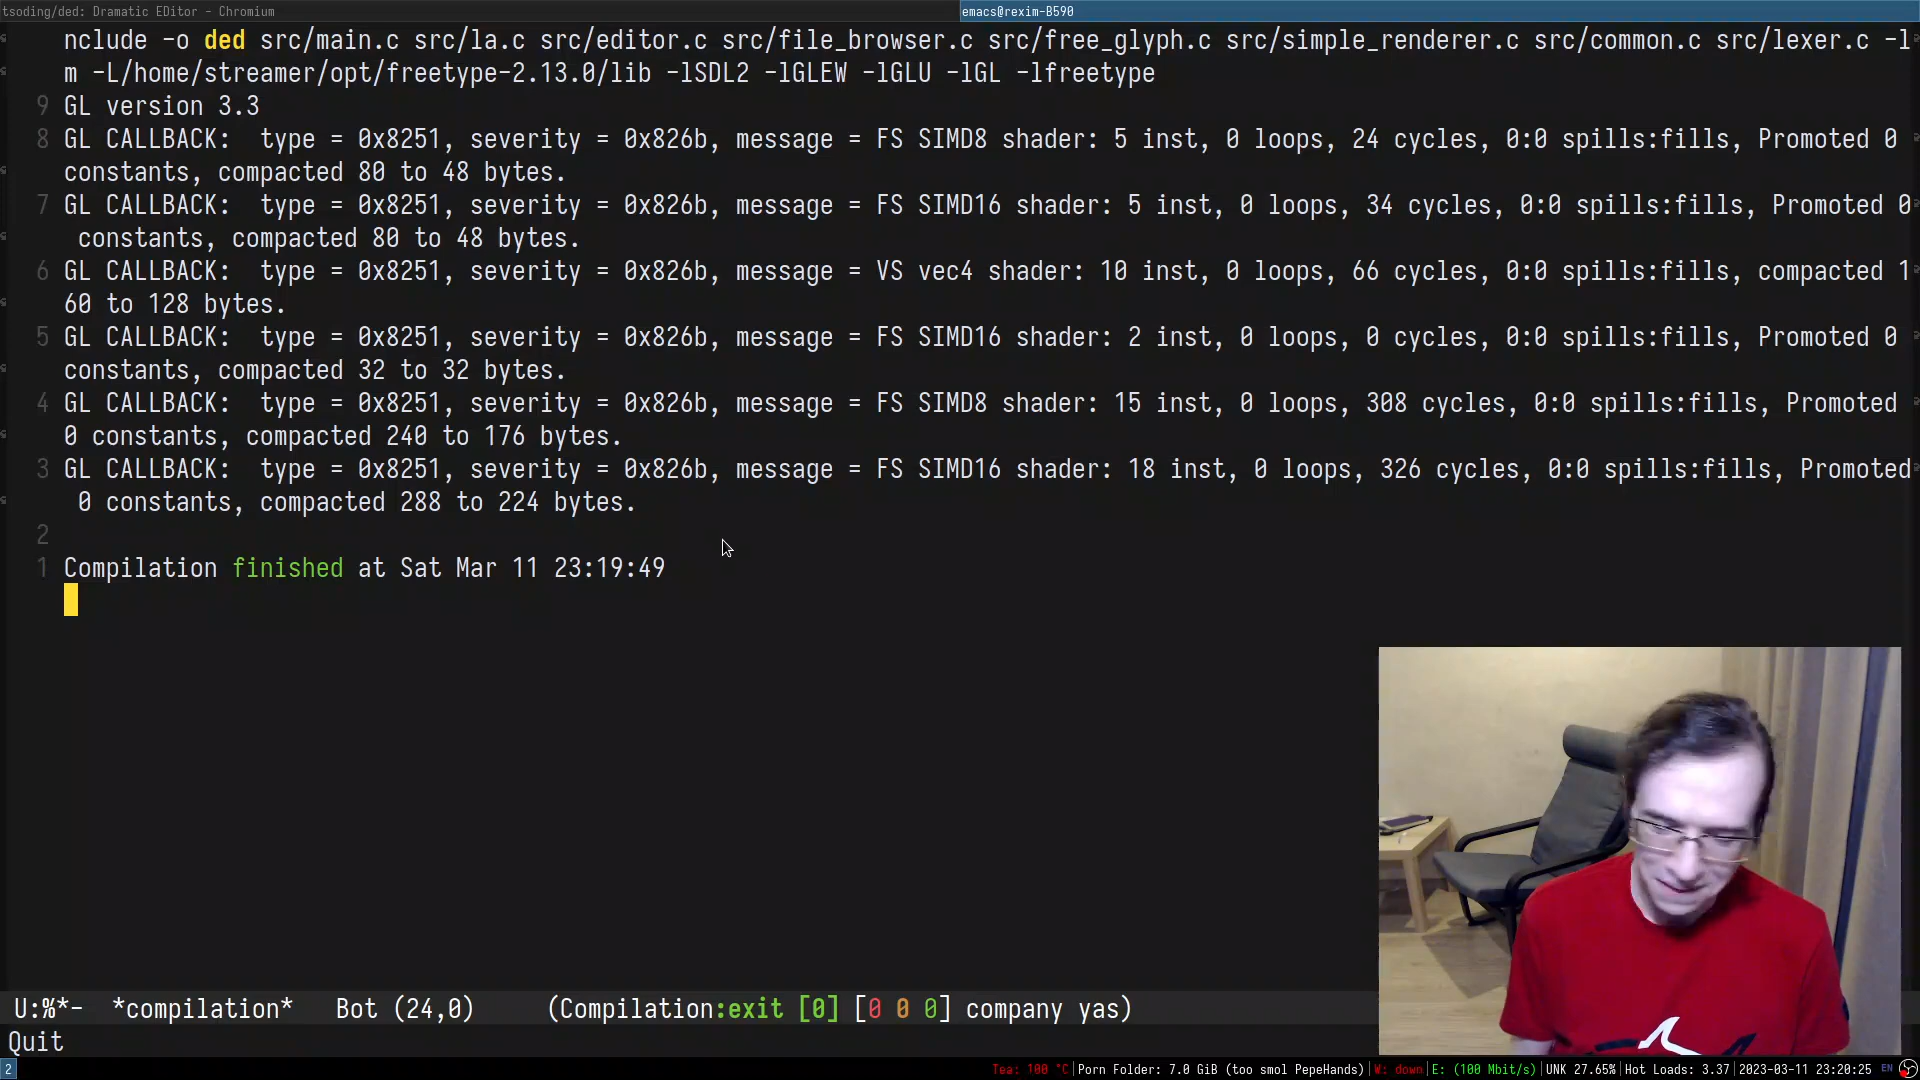 tsoding/ded: Dramatic EDitor - Chromium
emacs@rexim-B590
nclude -o ded src/main.c src/la.c src/editor.c src/file_browser.c src/free_glyph.c src/simple_renderer.c src/common.c src/lexer.c -l
m -L/home/streamer/opt/freetype-2.13.0/lib -lSDL2 -lGLEW -lGLU -lGL -lfreetype
9 GL version 3.3
8 GL CALLBACK:  type = 0x8251, severity = 0x826b, message = FS SIMD8 shader: 5 inst, 0 loops, 24 cycles, 0:0 spills:fills, Promoted 0
constants, compacted 80 to 48 bytes.
7 GL CALLBACK:  type = 0x8251, severity = 0x826b, message = FS SIMD16 shader: 5 inst, 0 loops, 34 cycles, 0:0 spills:fills, Promoted 0
constants, compacted 80 to 48 bytes.
6 GL CALLBACK:  type = 0x8251, severity = 0x826b, message = VS vec4 shader: 10 inst, 0 loops, 66 cycles, 0:0 spills:fills, compacted 1
60 to 128 bytes.
5 GL CALLBACK:  type = 0x8251, severity = 0x826b, message = FS SIMD16 shader: 2 inst, 0 loops, 0 cycles, 0:0 spills:fills, Promoted 0
constants, compacted 32 to 32 bytes.
4 GL CALLBACK:  type = 0x8251, severity = 0x826b, message = FS SIMD8 shader: 15 inst, 0 loops, 308 cycles, 0:0 spills:fills, Promoted
0 constants, compacted 240 to 176 bytes.
3 GL CALLBACK:  type = 0x8251, severity = 0x826b, message = FS SIMD16 shader: 18 inst, 0 loops, 326 cycles, 0:0 spills:fills, Promoted
0 constants, compacted 288 to 224 bytes.
2
1 Compilation finished at Sat Mar 11 23:19:49
U:%*-  *compilation*   Bot (24,0)     (Compilation:exit [0] [0 0 0] company yas)
Quit
2
Tea: 100 °C|Porn Folder: 7.0 GiB (too smol PepeHands)|W: down|E: (100 Mbit/s)|UNK 27.65%|Hot Loads: 3.37|2023-03-11 23:20:25 EN